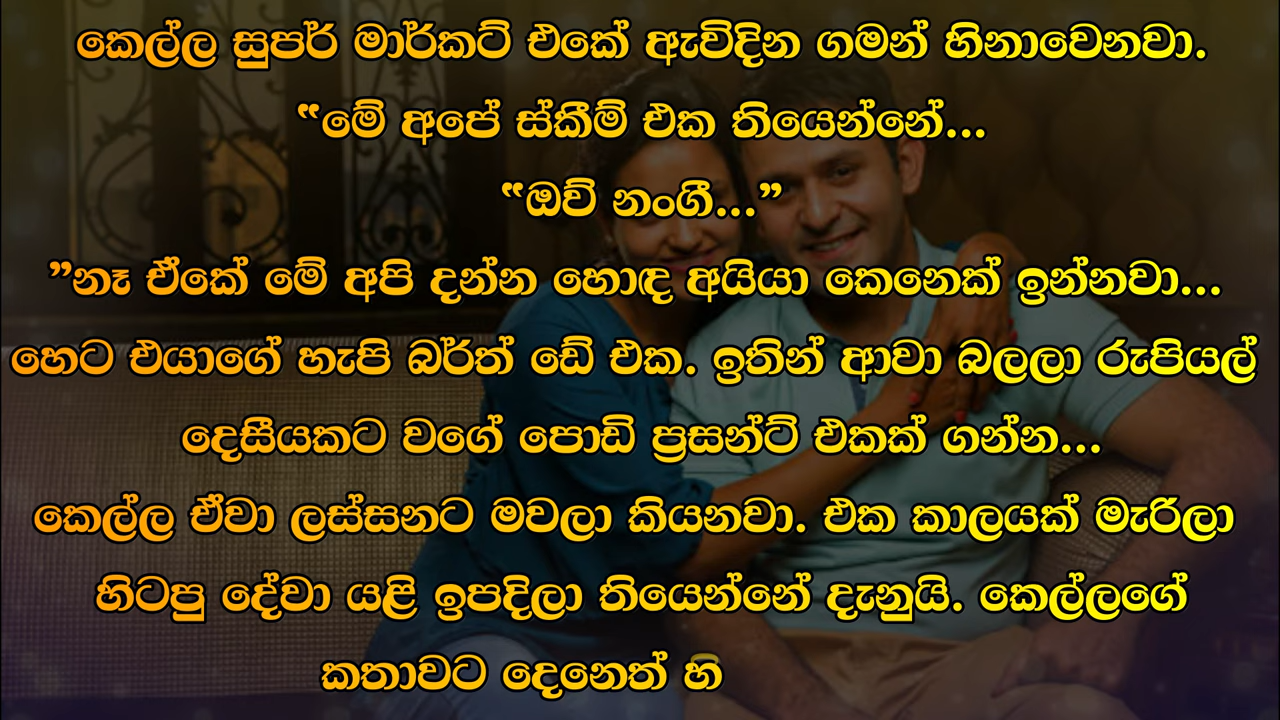 කෙල්ල සුපර් මාර්කට් එකේ ඇවිදින ගමන් හිනාවෙනවා.
“මේ අපේ ස්කීම් එක තියෙන්නේ...
“ඔව් නංගී...”
”නෑ ඒකේ මේ අපි දන්න හොඳ අයියා කෙනෙක් ඉන්නවා...
හෙට එයාගේ හැපි බර්ත් ඩේ එක. ඉතින් ආවා බලලා රුපියල්
දෙසීයකට වගේ පොඩි ප්‍රසන්ට් එකක් ගන්න...
කෙල්ල ඒවා ලස්සනට මවලා කියනවා. එක කාලයක් මැරිලා
හිටපු දේවා යළි ඉපදිලා තියෙන්නේ දැනුයි. කෙල්ලගේ
කතාවට දෙනෙත් හි